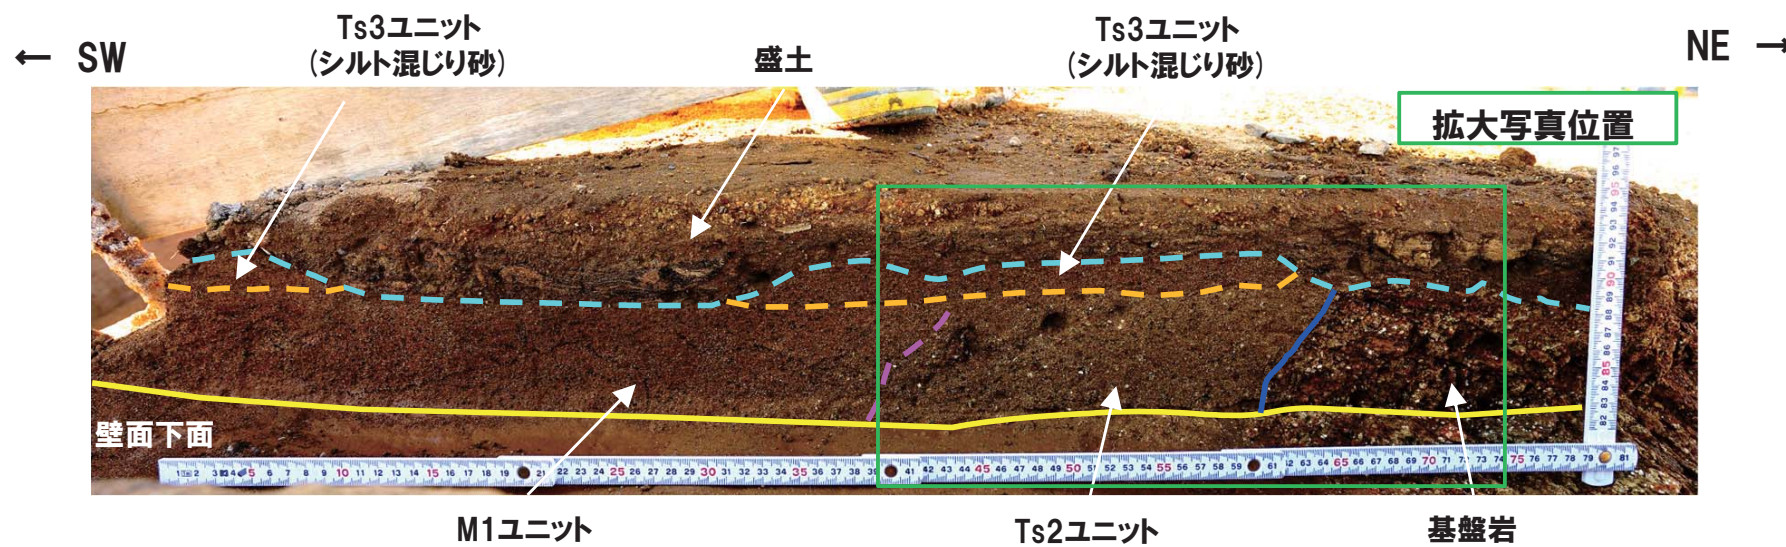 ← SW
Ts3ユニット
(シルト混じり砂)
盛土
Ts3ユニット
(シルト混じり砂)
NE →
拡大写真位置
壁面下面
M1ユニット
Ts2ユニット
基盤岩